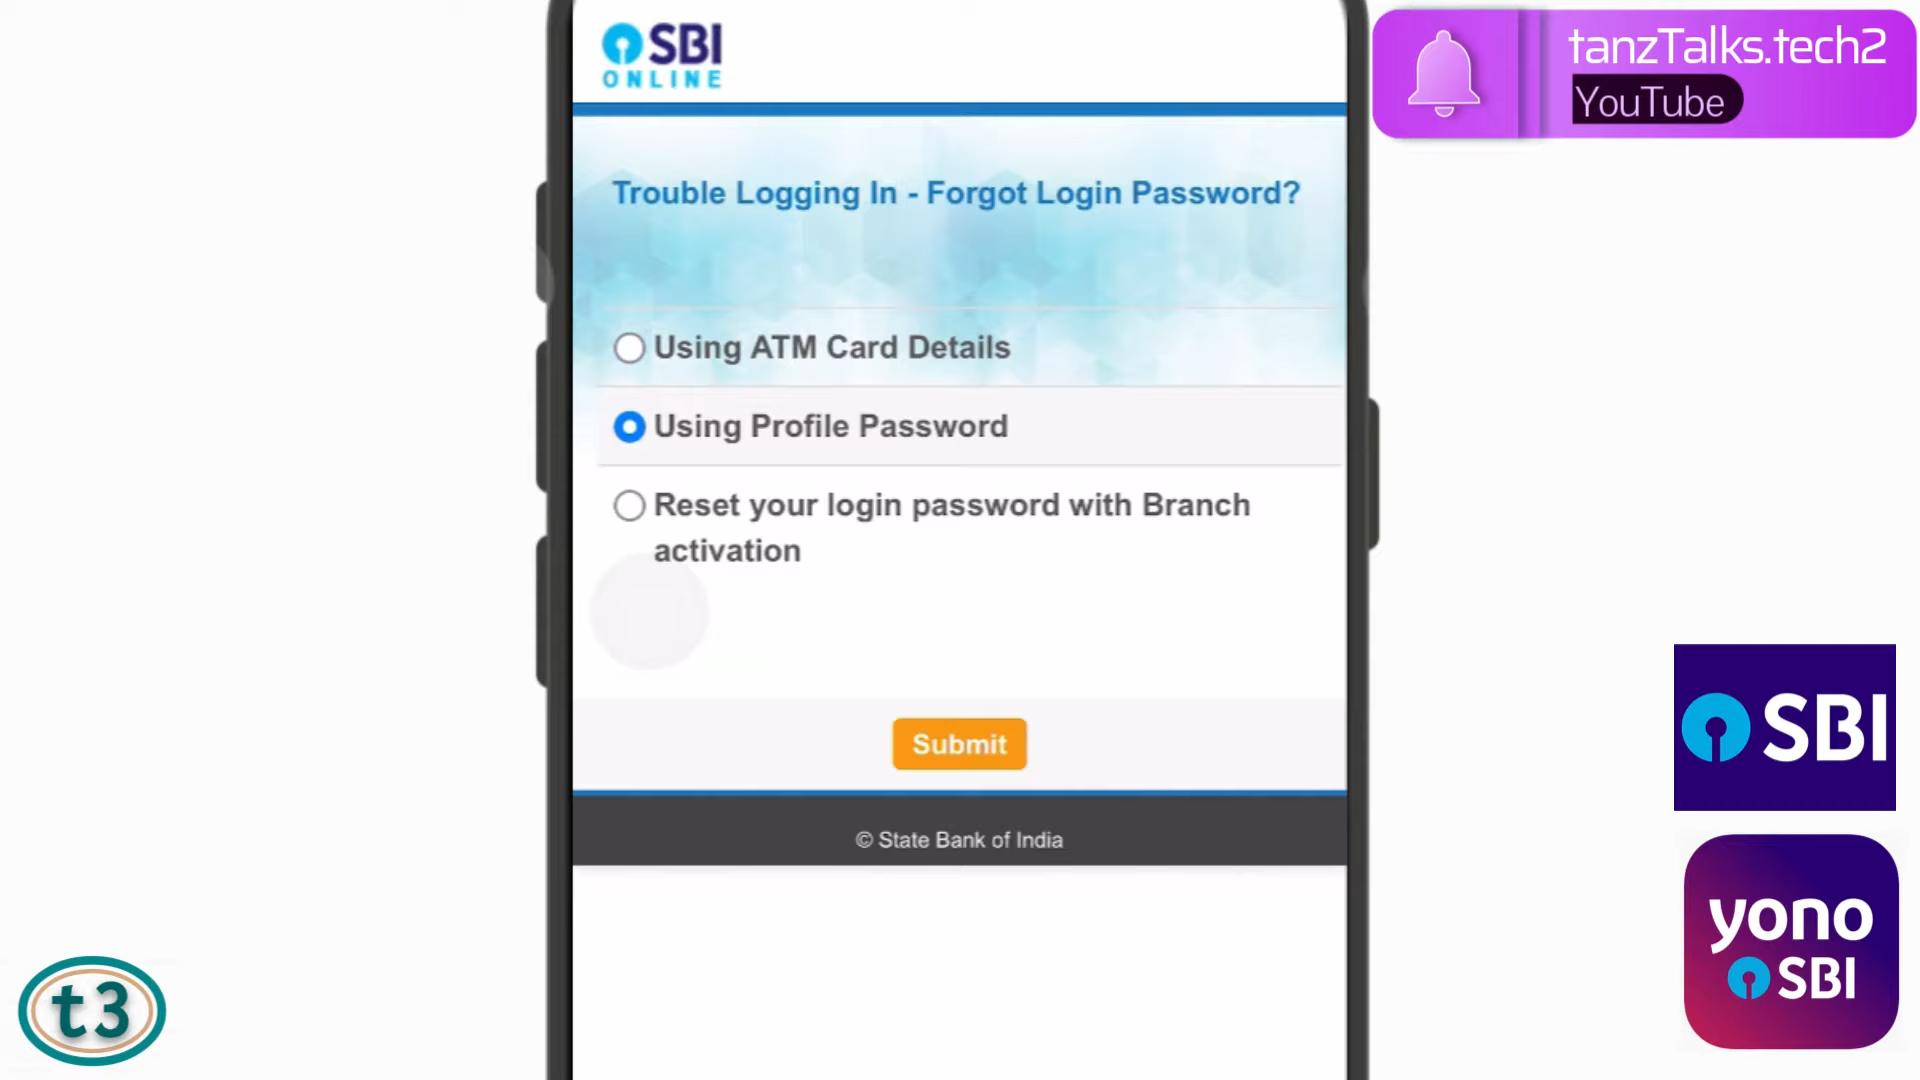 SBI
ONLINE
tanzTalks.tech2
YouTube
Trouble Logging In - Forgot Login Password?
Using ATM Card Details
Using Profile Password
Reset your login password with Branch
activation
Submit
© State Bank of India
SBI
yono
SBI
t3